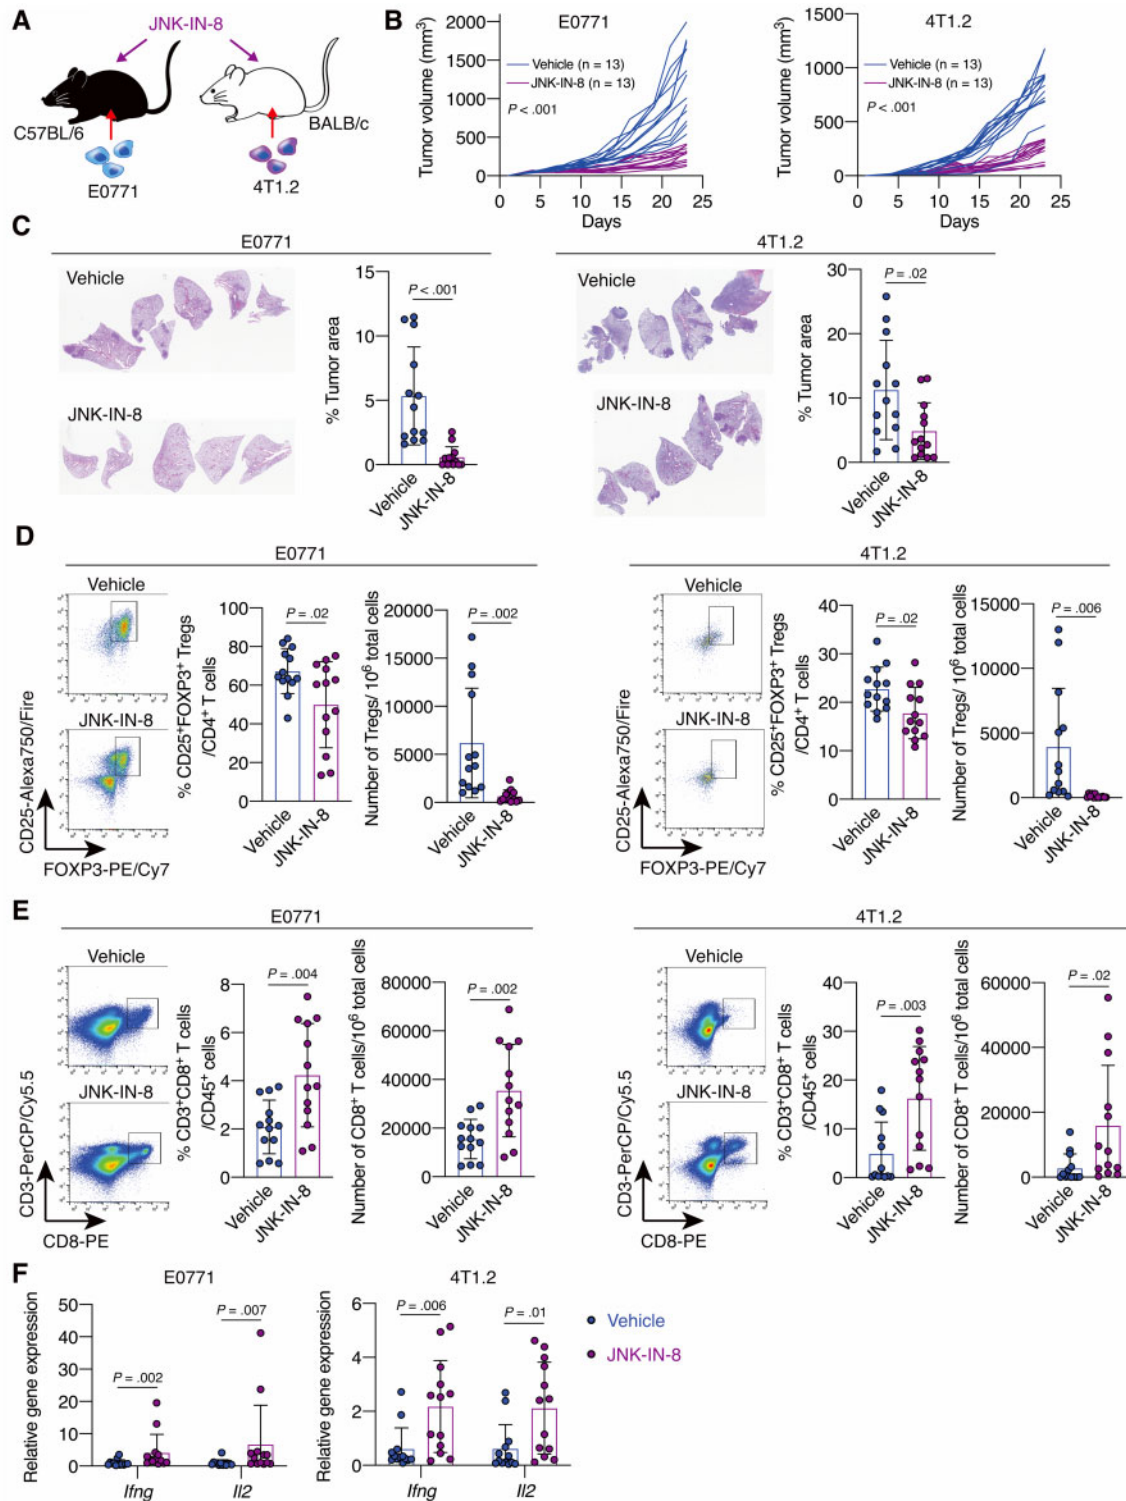 A
JNK-IN-8
C57BL/6
BALB/c
E0771
4T1.2
B
E0771
Tumor volume (mm³)
2000
1500
1000
500
0
Vehicle (n = 13)
JNK-IN-8 (n = 13)
P < .001
0 5 10 15 20 25
Days
4T1.2
Tumor volume (mm³)
1500
1000
500
0
Vehicle (n = 13)
JNK-IN-8 (n = 13)
P < .001
0 5 10 15 20 25
Days
C
E0771
Vehicle
JNK-IN-8
% Tumor area
15
10
5
0
P < .001
Vehicle
JNK-IN-8
4T1.2
Vehicle
JNK-IN-8
% Tumor area
30
20
10
0
P = .02
Vehicle
JNK-IN-8
D
E0771
Vehicle
JNK-IN-8
CD25-Alexa750/Fire
FOXP3-PE/Cy7
% CD25⁺FOXP3⁺ Tregs
/CD4⁺ T cells
100
80
60
40
20
0
P = .02
Vehicle
JNK-IN-8
Number of Tregs/ 10⁶ total cells
20000
15000
10000
5000
0
P = .002
Vehicle
JNK-IN-8
4T1.2
Vehicle
JNK-IN-8
CD25-Alexa750/Fire
FOXP3-PE/Cy7
% CD25⁺FOXP3⁺ Tregs
/CD4⁺ T cells
40
30
20
10
0
P = .02
Vehicle
JNK-IN-8
Number of Tregs/ 10⁶ total cells
15000
10000
5000
0
P = .006
Vehicle
JNK-IN-8
E
E0771
Vehicle
JNK-IN-8
CD3-PerCP/Cy5.5
CD8-PE
% CD3⁺CD8⁺ T cells
/CD45⁺ cells
8
6
4
2
0
P = .004
Vehicle
JNK-IN-8
Number of CD8⁺ T cells/10⁶ total cells
80000
60000
40000
20000
0
P = .002
Vehicle
JNK-IN-8
4T1.2
Vehicle
JNK-IN-8
CD3-PerCP/Cy5.5
CD8-PE
% CD3⁺CD8⁺ T cells
/CD45⁺ cells
40
30
20
10
0
P = .003
Vehicle
JNK-IN-8
Number of CD8⁺ T cells/10⁶ total cells
60000
40000
20000
0
P = .02
Vehicle
JNK-IN-8
F
E0771
Relative gene expression
50
40
30
20
10
0
P = .002
P = .007
Ifng Il2
4T1.2
Relative gene expression
6
4
2
0
P = .006
P = .01
Ifng Il2
Vehicle
JNK-IN-8